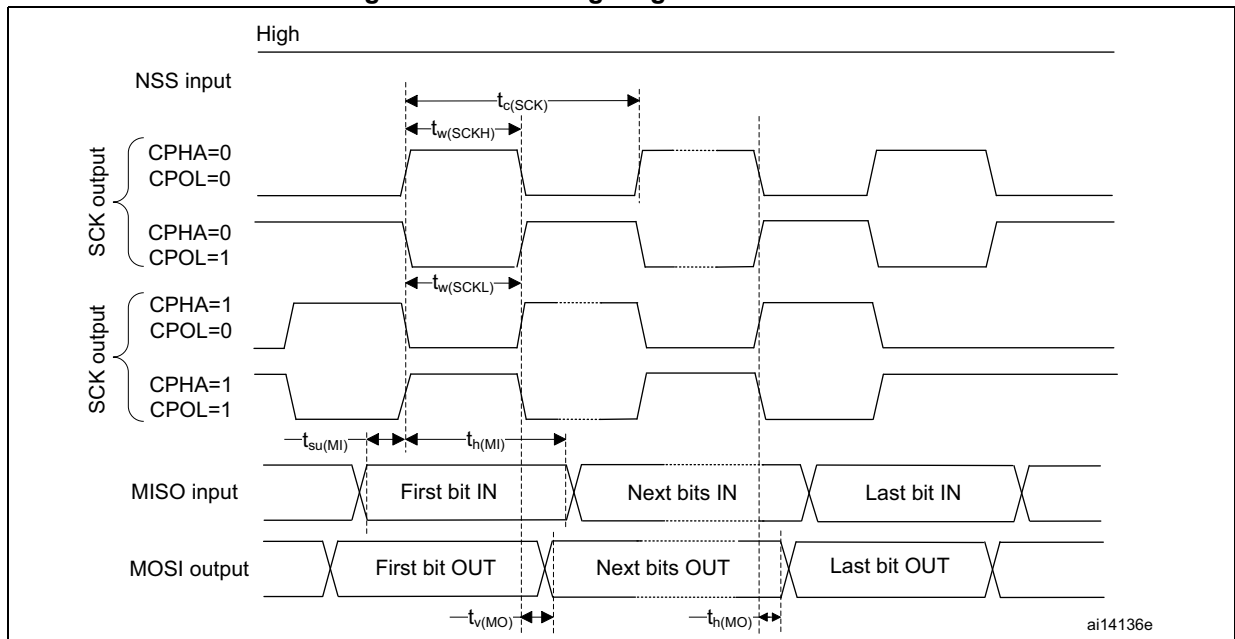 High
NSS input
tc(SCK)
tw(SCKH)
SCK output
CPHA=0
CPOL=0
CPHA=0
CPOL=1
tw(SCKL)
SCK output
CPHA=1
CPOL=0
CPHA=1
CPOL=1
tsu(MI)
th(MI)
MISO input
First bit IN
Next bits IN
Last bit IN
MOSI output
First bit OUT
Next bits OUT
Last bit OUT
tv(MO)
th(MO)
ai14136e